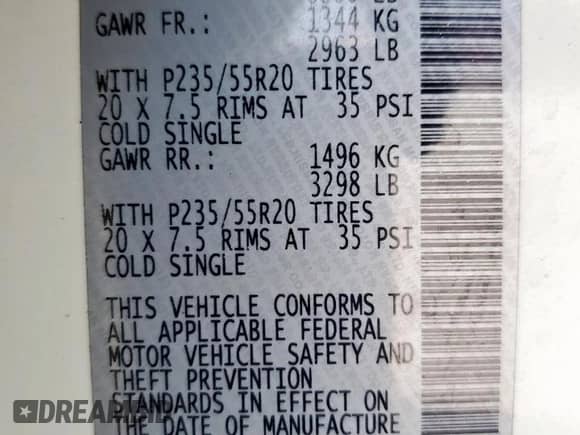 GAWR FR.: 1344 KG
2963 LB
WITH P235/55R20 TIRES
20 X 7.5 RIMS AT 35 PSI
COLD SINGLE
GAWR RR.: 1496 KG
3298 LB
WITH P235/55R20 TIRES
20 X 7.5 RIMS AT 35 PSI
COLD SINGLE
THIS VEHICLE CONFORMS TO
ALL APPLICABLE FEDERAL
MOTOR VEHICLE SAFETY AND
THEFT PREVENTION
STANDARDS IN EFFECT ON
THE DATE OF MANUFACTURE